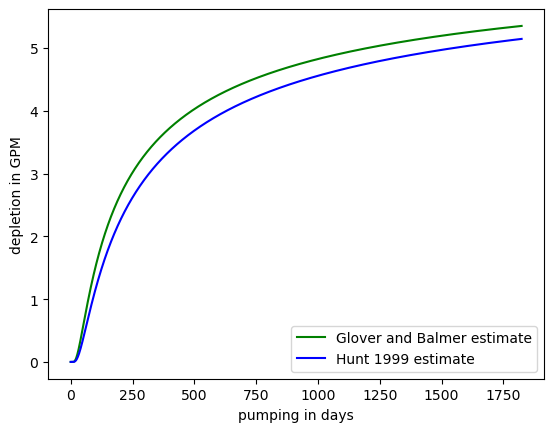 5
4
3
2
1
0
depletion in GPM
Glover and Balmer estimate
Hunt 1999 estimate
0 250 500 750 1000 1250 1500 1750
pumping in days